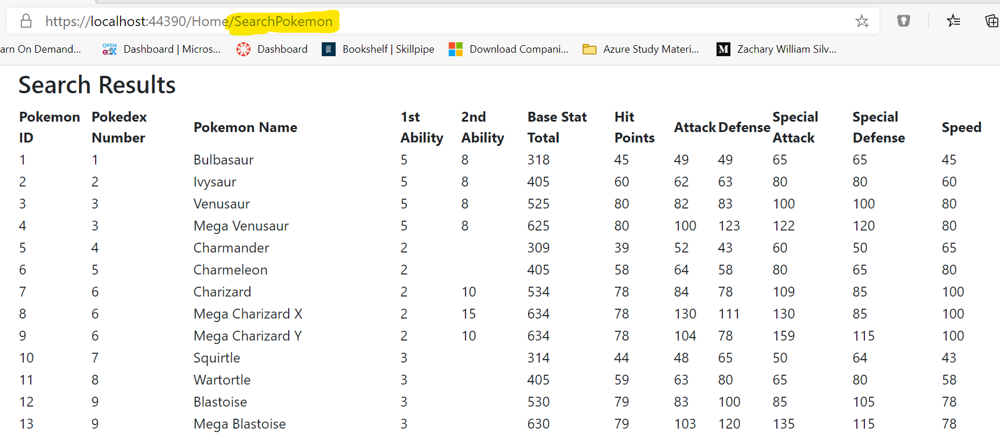 https://localhost:44390/Home/SearchPokemon
arn On Demand... OPEN edX Dashboard | Micros... Dashboard Bookshelf | Skillpipe Download Compani... Azure Study Materi... M Zachary William Silv...
Search Results
Pokemon ID Pokedex Number Pokemon Name 1st Ability 2nd Ability Base Stat Total Hit Points Attack Defense Special Attack Special Defense Speed
1 1 Bulbasaur 5 8 318 45 49 49 65 65 45
2 2 Ivysaur 5 8 405 60 62 63 80 80 60
3 3 Venusaur 5 8 525 80 82 83 100 100 80
4 3 Mega Venusaur 5 8 625 80 100 123 122 120 80
5 4 Charmander 2 309 39 52 43 60 50 65
6 5 Charmeleon 2 405 58 64 58 80 65 80
7 6 Charizard 2 10 534 78 84 78 109 85 100
8 6 Mega Charizard X 2 15 634 78 130 111 130 85 100
9 6 Mega Charizard Y 2 10 634 78 104 78 159 115 100
10 7 Squirtle 3 314 44 48 65 50 64 43
11 8 Wartortle 3 405 59 63 80 65 80 58
12 9 Blastoise 3 530 79 83 100 85 105 78
13 9 Mega Blastoise 3 630 79 103 120 135 115 78